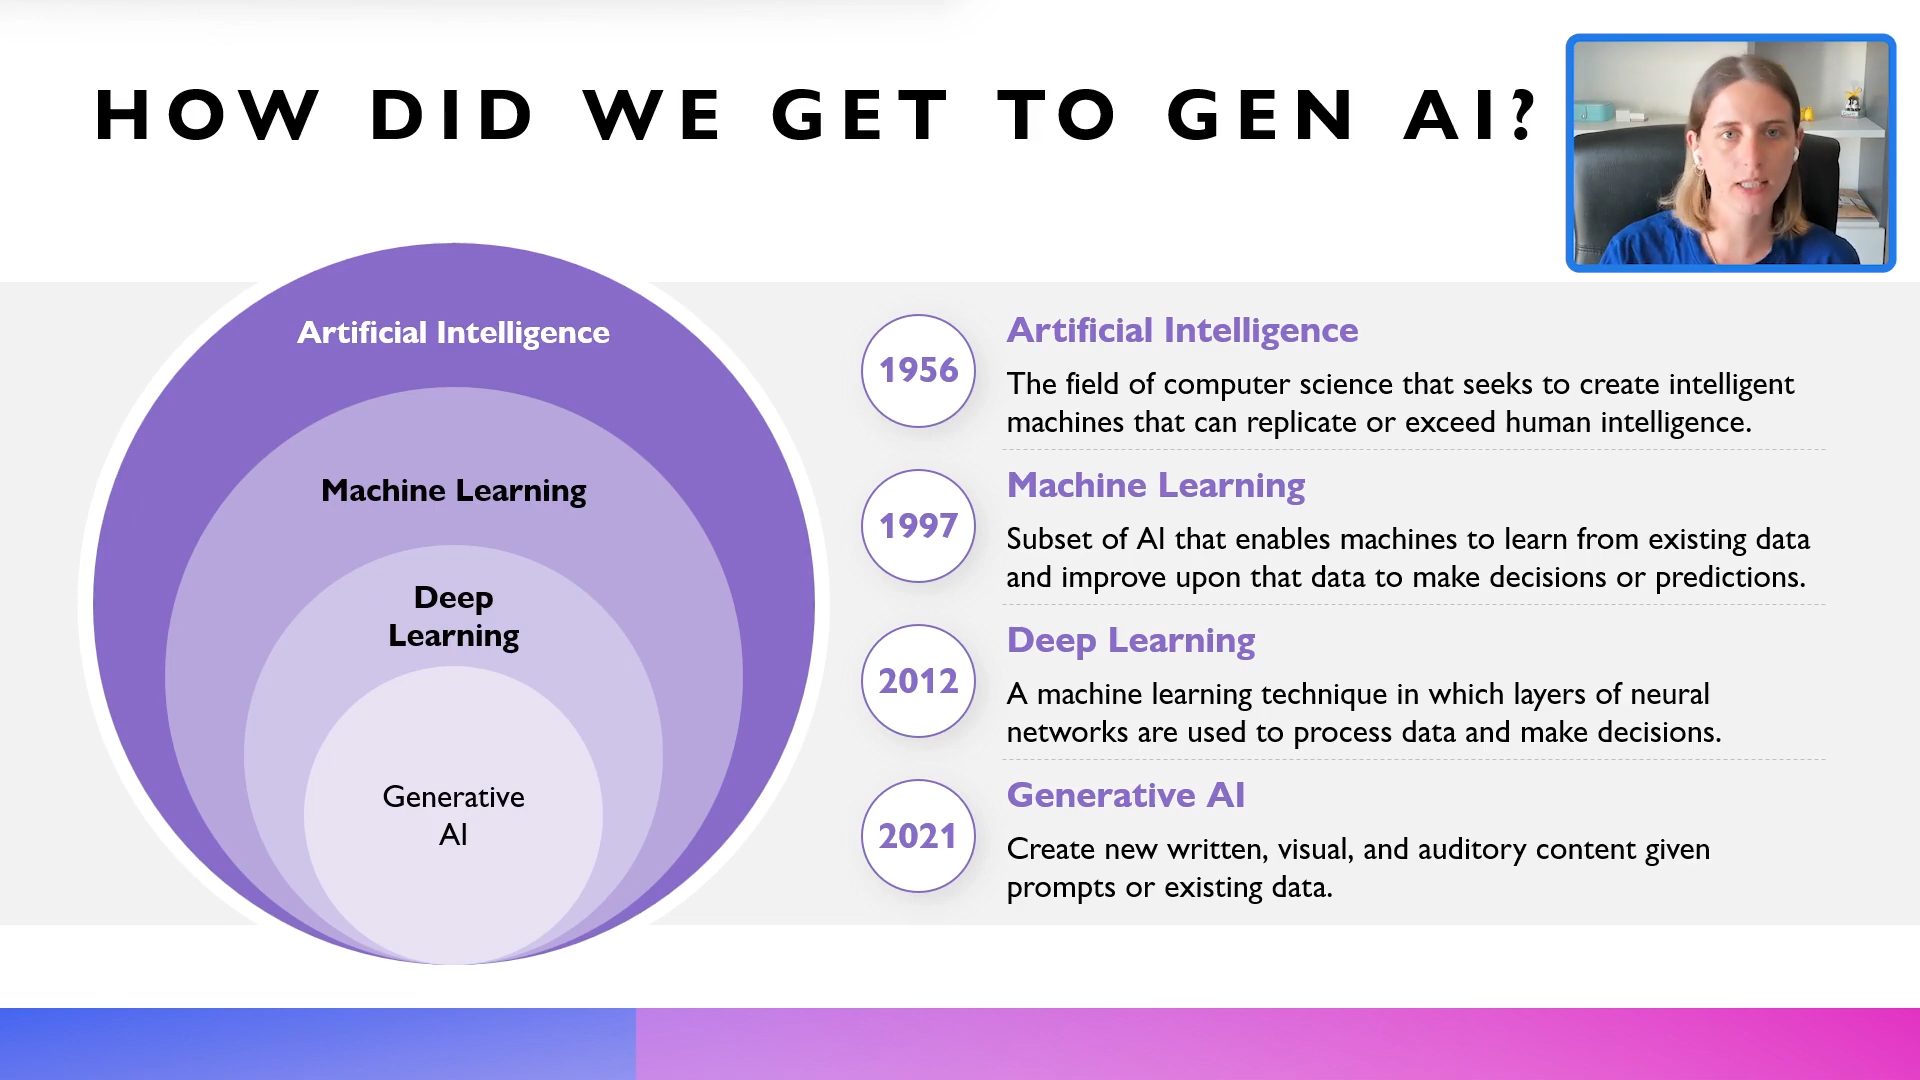 HOW DID WE GET TO GEN AI?
Artificial Intelligence
Machine Learning
Deep
Learning
Generative
AI
1956
Artificial Intelligence
The field of computer science that seeks to create intelligent
machines that can replicate or exceed human intelligence.
1997
Machine Learning
Subset of AI that enables machines to learn from existing data
and improve upon that data to make decisions or predictions.
2012
Deep Learning
A machine learning technique in which layers of neural
networks are used to process data and make decisions.
2021
Generative AI
Create new written, visual, and auditory content given
prompts or existing data.